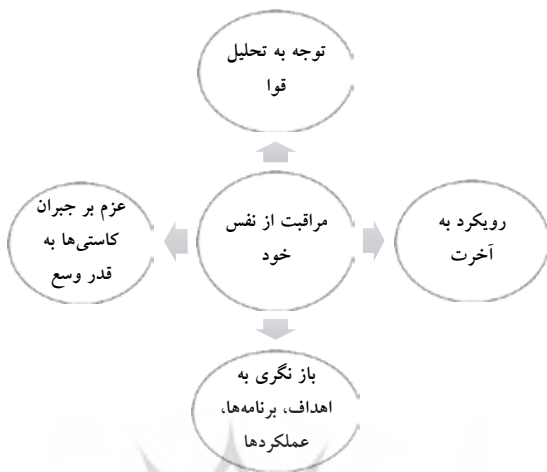 توجه به تحلیل
قوا
رویکرد به
آخرت
مراقبت از نفس
خود
عزم بر جبران
کاستی‌ها به
قدر وسع
باز نگری به
اهداف، برنامه‌ها،
عملکردها